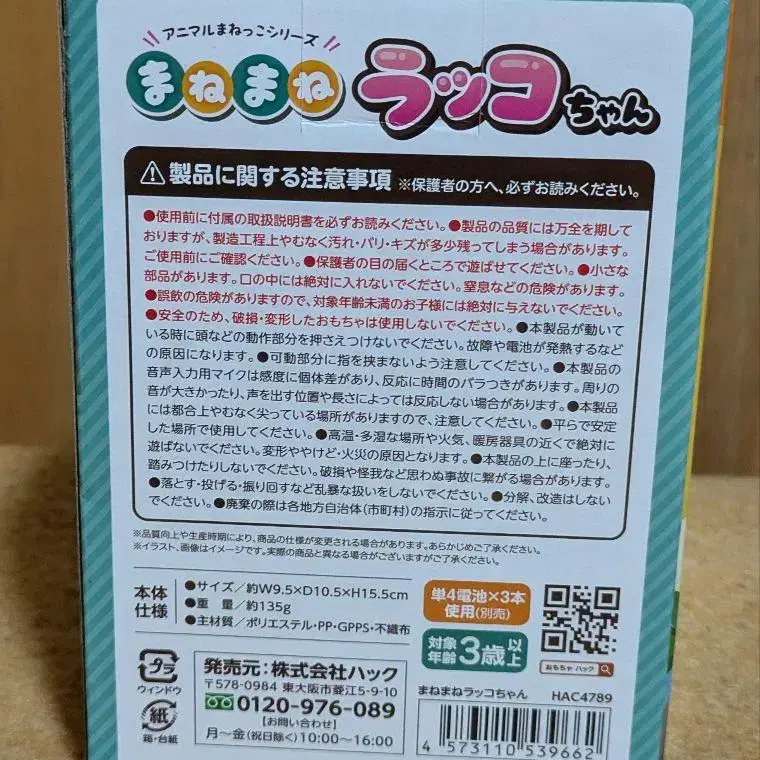 アニマルまねっこシリーズ
まねまねラッコちゃん
製品に関する注意事項 ※保護者の方へ、必ずお読みください。
●使用前に付属の取扱説明書を必ずお読みください。●製品の品質には万全を期して
おりますが、製造工程上やむなく汚れ・バリ・キズが多少残ってしまう場合があります。
ご使用前にご確認ください。●保護者の目の届くところで遊ばせてください。●小さな
部品があります。口の中には絶対に入れないでください。窒息などの危険があります。
●誤飲の危険がありますので、対象年齢未満のお子様には絶対に与えないでください。
●安全のため、破損・変形したおもちゃは使用しないでください。●本製品が動いて
いる時に頭などの動作部分を押さえつけないでください。故障や電池が発熱するなど
の原因になります。●可動部分に指を挟まないよう注意してください。●本製品の
音声入力用マイクは感度に個体差があり、反応に時間のバラつきがあります。周りの
音が大きかったり、声を出す位置や長さによっては反応しない場合があります。●本製品
には都合上やむなく尖っている場所がありますので、注意してください。●平らで安定
した場所で使用してください。●高温・多湿な場所や火気、暖房器具の近くで絶対に
遊ばないでください。変形ややけど・火災の原因となります。●本製品の上に座ったり、
踏みつけたりしないでください。破損や怪我など思わぬ事故に繋がる場合があります。
●落とす・投げる・振り回すなど乱暴な扱いをしないでください。●分解、改造はしない
でください。●廃棄の際は各地方自治体(市町村)の指示に従ってください。
※品質向上や生産時期により、商品の仕様が変更される場合があります。あらかじめご了承ください。
※イラスト、画像はイメージです。実際の商品と異なる場合がございますがご了承ください。
本体
仕様
●サイズ／約W9.5×D10.5×H15.5cm
●重 量／約135g
●主材質／ポリエステル・PP・GPPS・不織布
単4電池×3本
使用(別売)
対象
年齢 3歳以上
おもちゃ ハック
プラ
ウィンドウ
紙
箱・台紙
発売元：株式会社ハック
〒578-0984 東大阪市菱江5-9-10
0120-976-089
【お問い合わせ】
月〜金(祝日除く)10:00〜16:00
まねまねラッコちゃん HAC4789
4 573110 539662